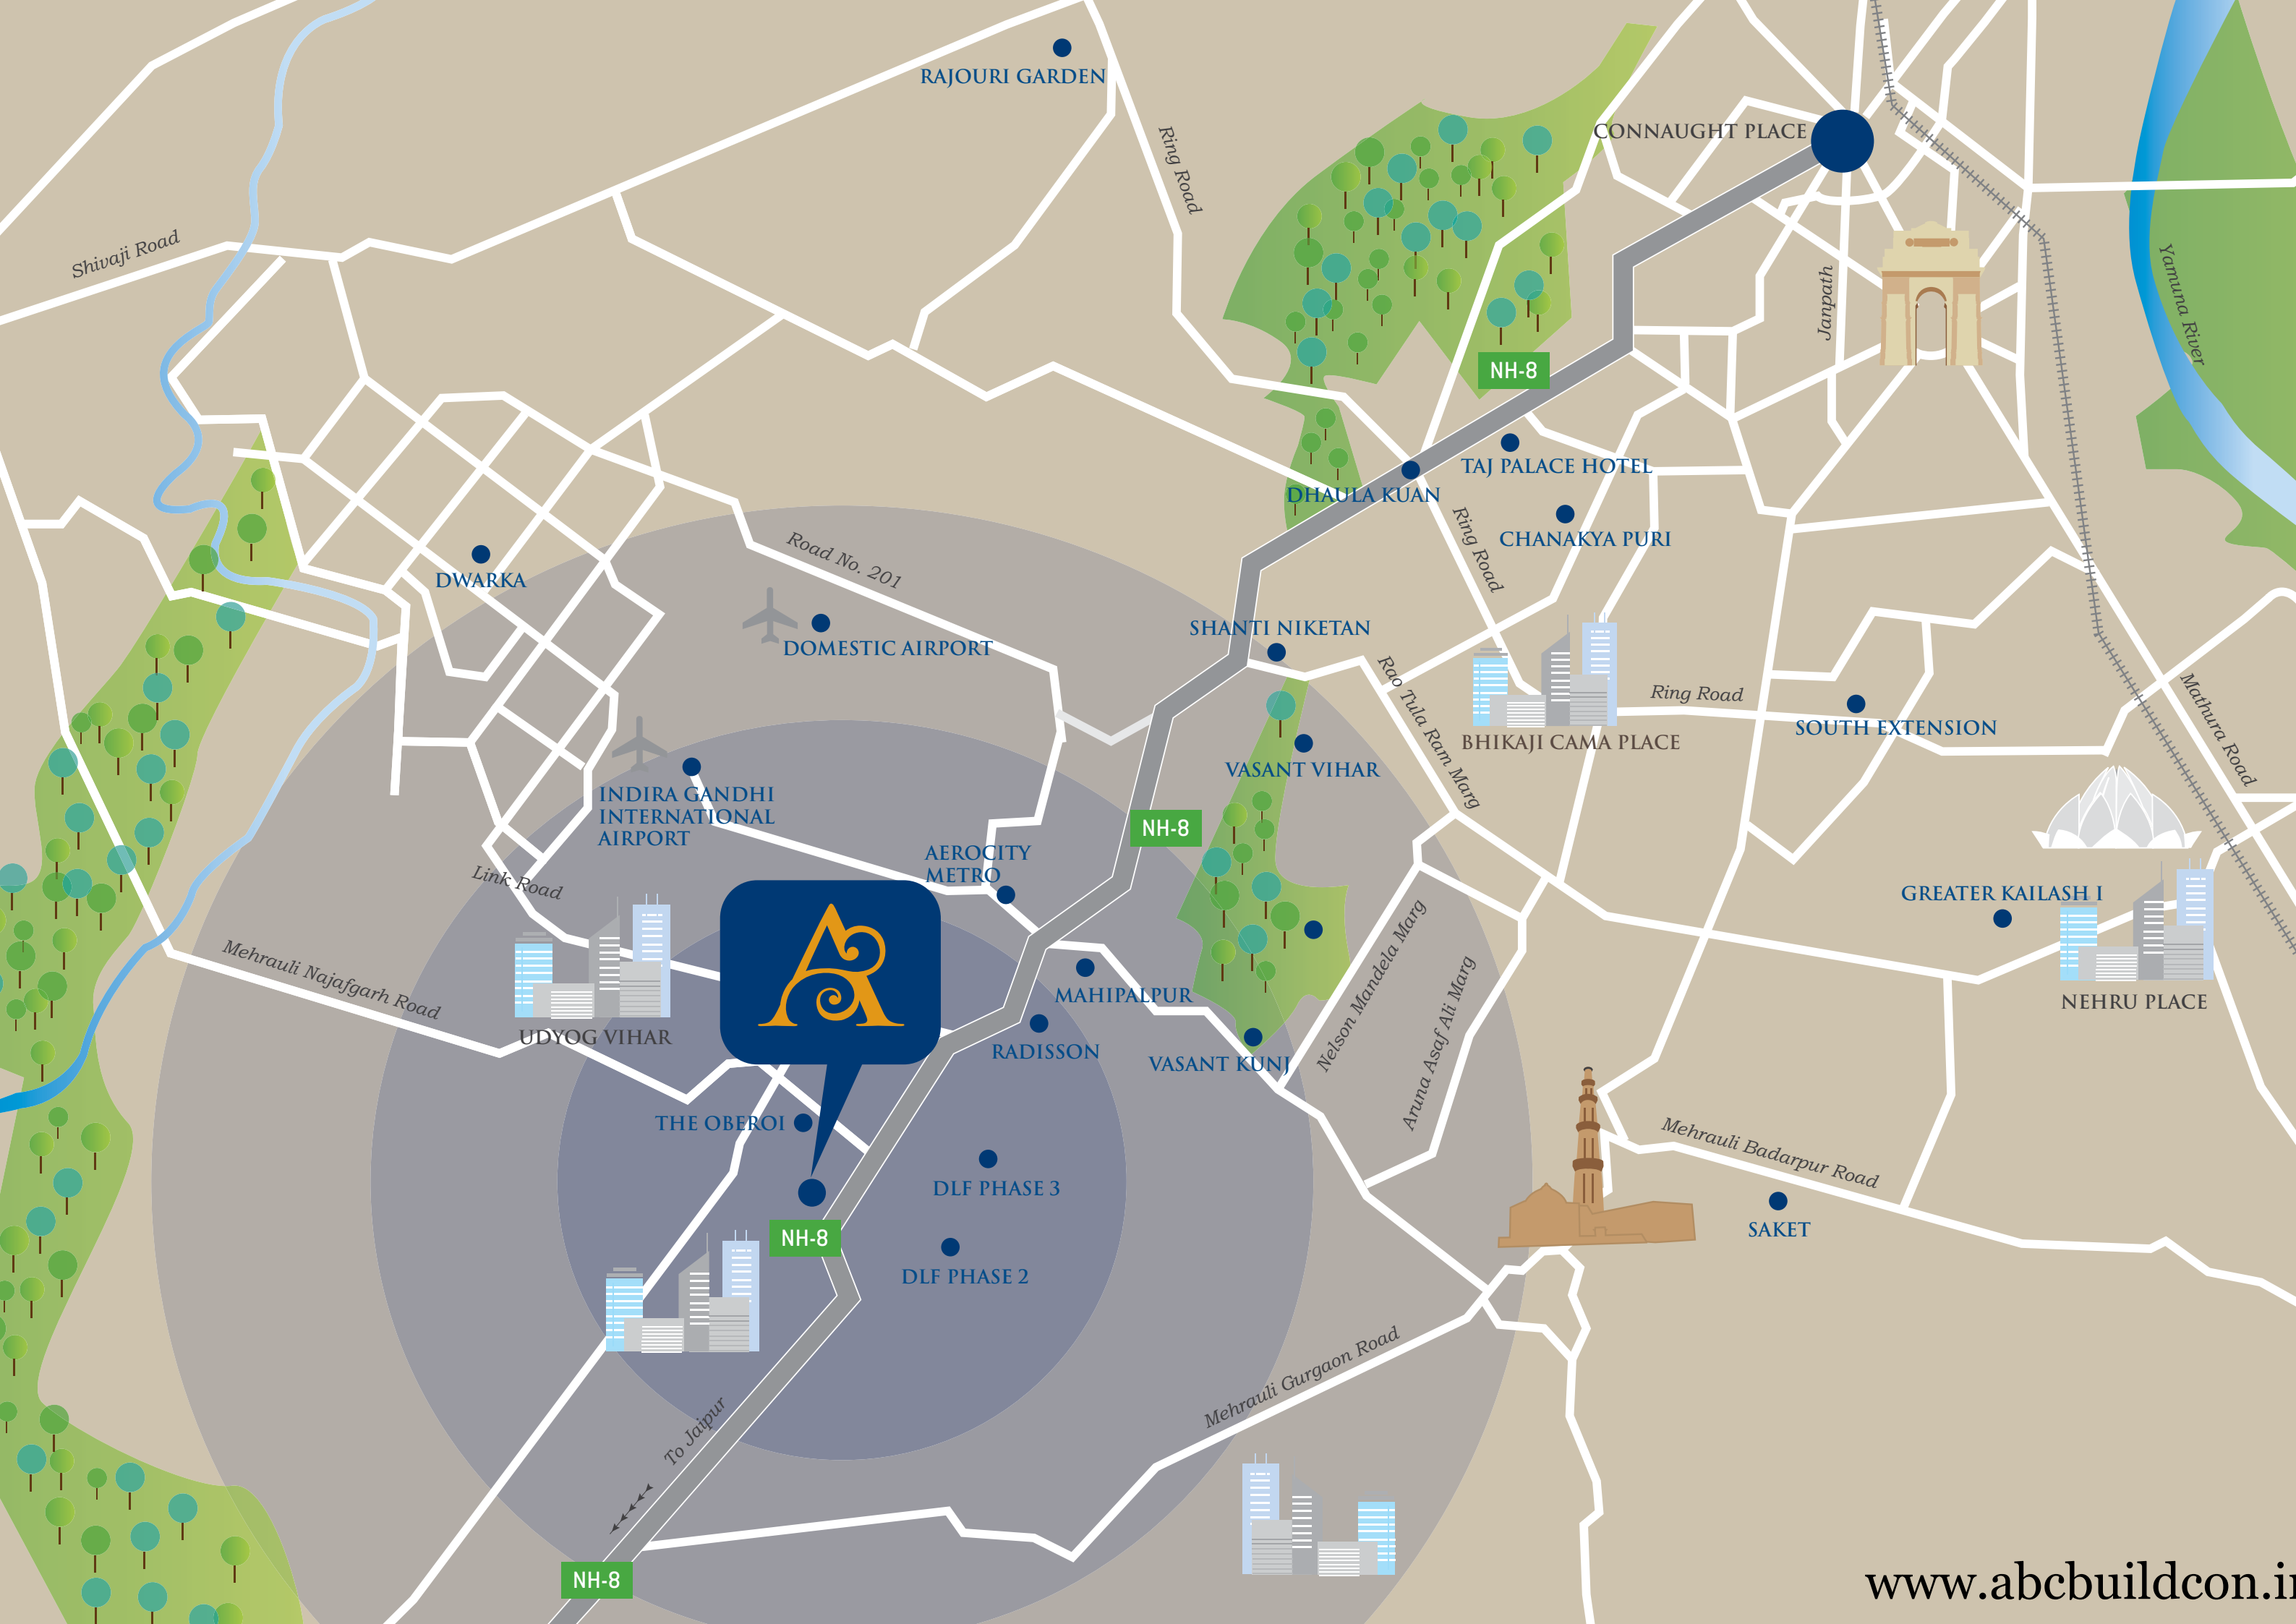 RAJOURI GARDEN
CONNAUGHT PLACE
Ring Road
Shivaji Road
Janpath
Yamuna River
NH-8
TAJ PALACE HOTEL
DHAULA KUAN
Ring Road
CHANAKYA PURI
Road No. 201
DWARKA
DOMESTIC AIRPORT
SHANTI NIKETAN
Rao Tula Ram Marg
Ring Road
Mathura Road
SOUTH EXTENSION
BHIKAJI CAMA PLACE
VASANT VIHAR
INDIRA GANDHI
INTERNATIONAL
AIRPORT
NH-8
AEROCITY
METRO
Link Road
GREATER KAILASH I
Nelson Mandela Marg
Aruna Asaf Ali Marg
Mehrauli Najafgarh Road
A
MAHIPALPUR
NEHRU PLACE
UDYOG VIHAR
RADISSON
VASANT KUNJ
THE OBEROI
Mehrauli Badarpur Road
DLF PHASE 3
SAKET
NH-8
DLF PHASE 2
Mehrauli Gurgaon Road
To Jaipur
NH-8
www.abcbuildcon.in